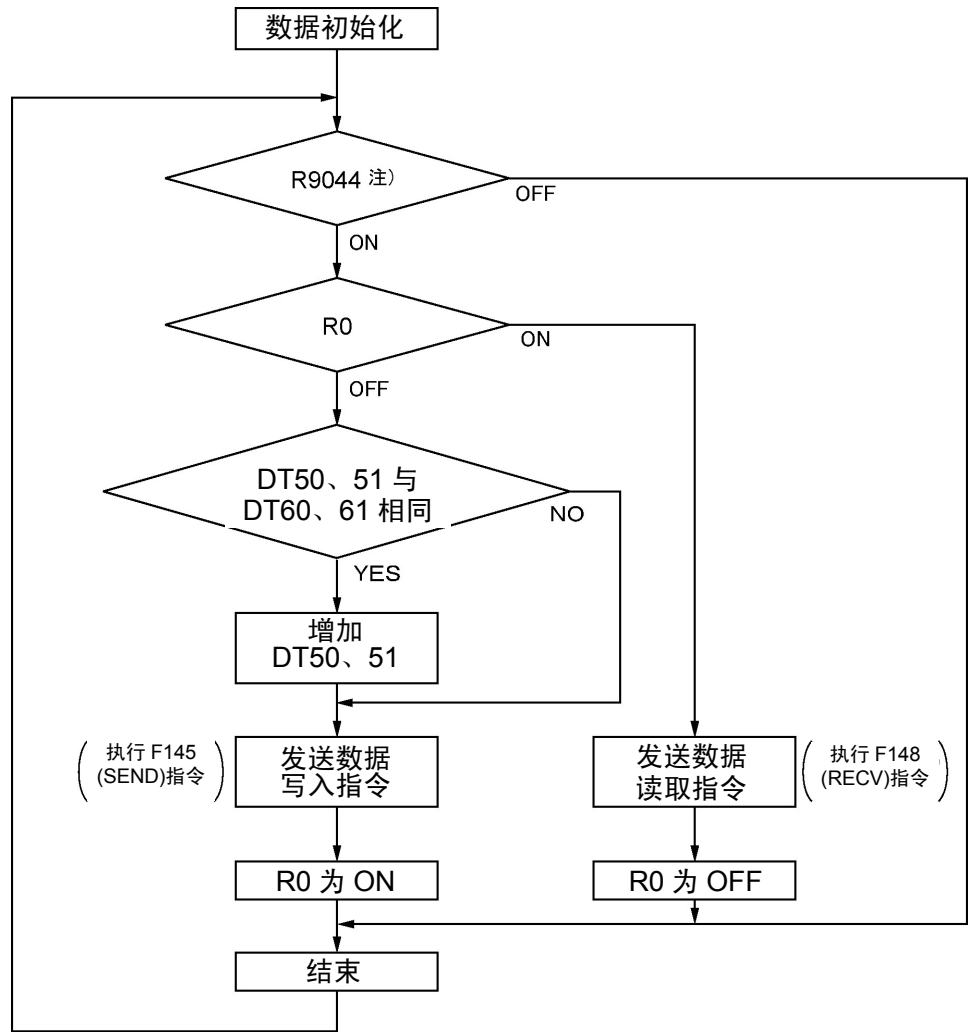 数据初始化
R9044 注)
OFF
ON
R0
ON
OFF
DT50、51 与
DT60、61 相同
NO
YES
增加
DT50、51
执行 F145
(SEND)指令
发送数据
写入指令
发送数据
读取指令
执行 F148
(RECV)指令
R0 为 ON
R0 为 OFF
结束